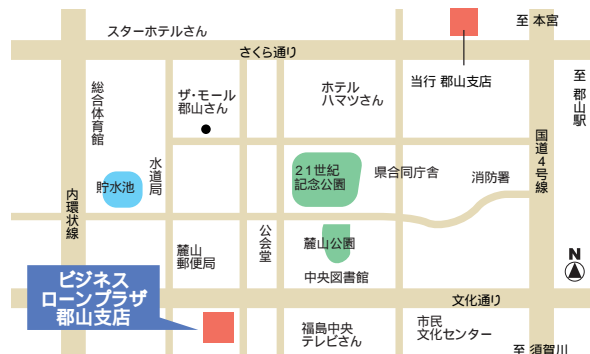 スターホテルさん
至 本宮
さくら通り
至 郡山駅
当行 郡山支店
総合体育館
ザ・モール
郡山さん
ホテル
ハマツさん
国道4号線
水道局
貯水池
21世紀
記念公園
県合同庁舎
消防署
内環状線
麓山
郵便局
公会堂
麓山公園
中央図書館
N
ビジネス
ローンプラザ
郡山支店
文化通り
福島中央
テレビさん
市民
文化センター
至 須賀川